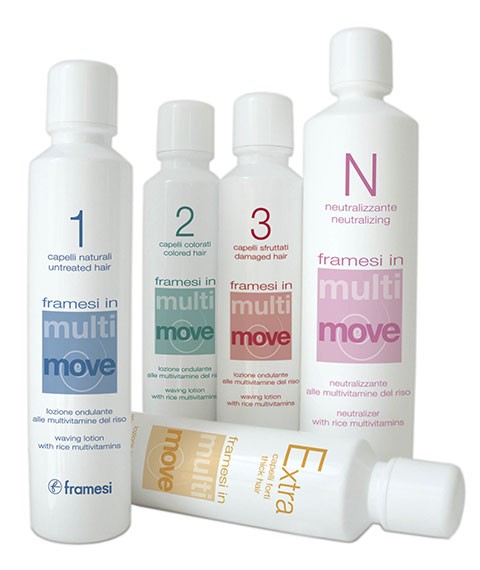 1
capelli naturali
untreated hair
framesi in
multi
move
lozione ondulante
alle multivitamine del riso
waving lotion
with rice multivitamins
framesi
2
capelli colorati
colored hair
framesi in
multi
move
lozione ondulante
alle multivitamine del riso
waving lotion
with rice multivitamins
3
capelli sfruttati
damaged hair
framesi in
multi
move
lozione ondulante
alle multivitamine del riso
waving lotion
with rice multivitamins
N
neutralizzante
neutralizing
framesi in
multi
move
neutralizzante
alle multivitamine del riso
neutralizer
with rice multivitamins
Extra
capelli forti
thick hair
framesi in
multi
move